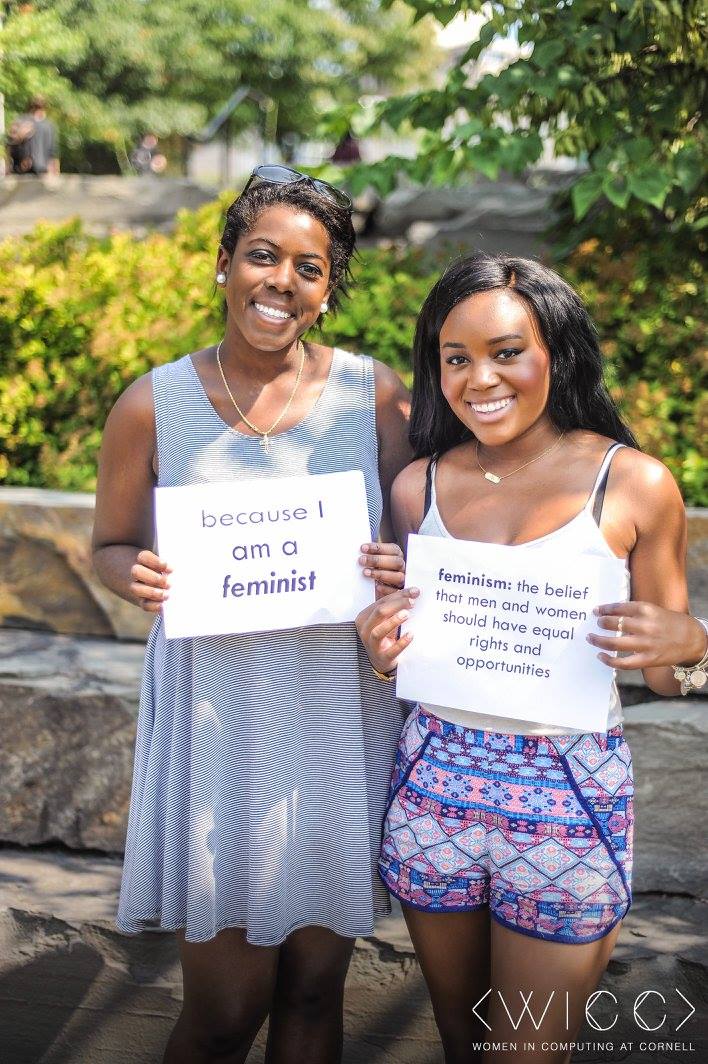 because I
am a
feminist
feminism: the belief
that men and women
should have equal
rights and
opportunities
<WICC>
WOMEN IN COMPUTING AT CORNELL